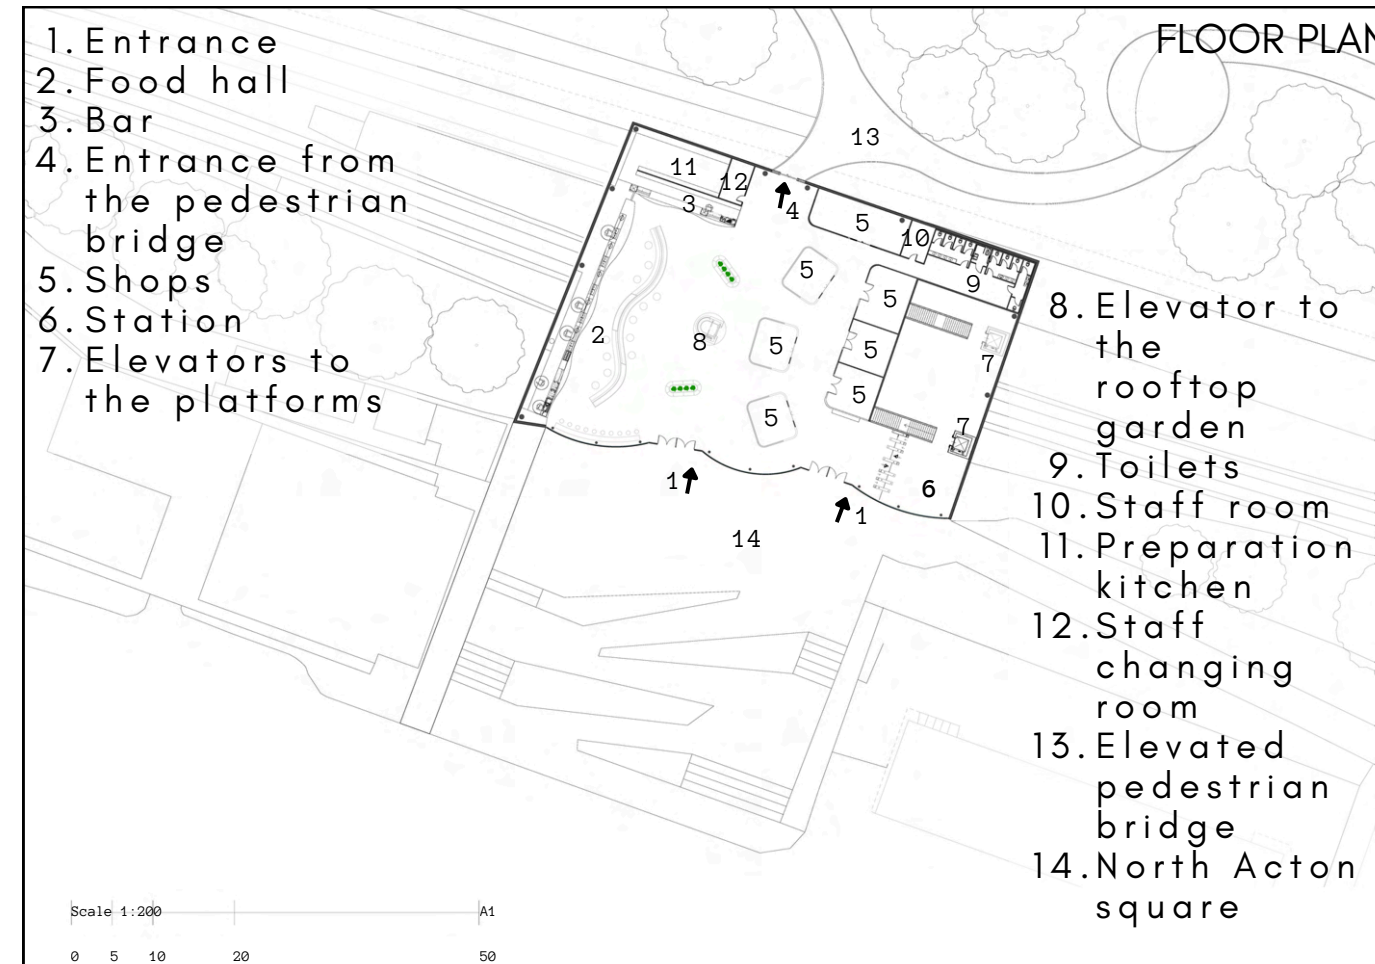 FLOOR PLAN
1. Entrance
2. Food hall
3. Bar
4. Entrance from
the pedestrian
bridge
5. Shops
6. Station
7. Elevators to
the platforms
8. Elevator to
the
rooftop
garden
9. Toilets
10. Staff room
11. Preparation
kitchen
12. Staff
changing
room
13. Elevated
pedestrian
bridge
14. North Acton
square
13
11
12
3
4
5
10
5
9
5
2
8
5
5
7
5
5
7
1
6
1
14
Scale 1:200 A1
0 5 10 20 50